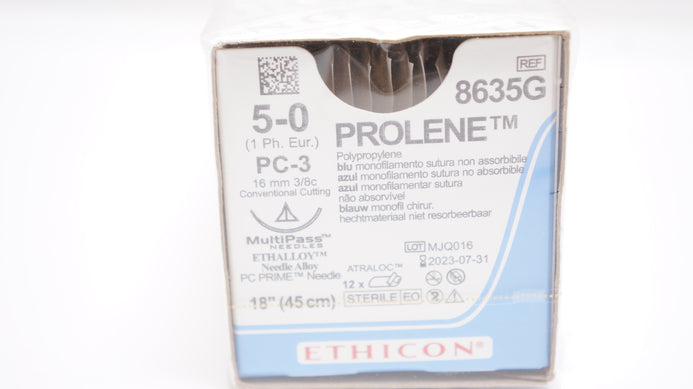 REF
8635G
5-0
(1 Ph. Eur.)
PC-3
16 mm 3/8c
Conventional Cutting
MultiPass™
NEEDLES
ETHALLOY™
Needle Alloy
PC PRIME™ Needle
18" (45 cm)
PROLENE™
Polypropylene
blu monofilamento sutura non assorbibile
azul monofilamento sutura no absorbible
azul monofilamentar sutura
não absorvível
blauw monofil chirur.
hechtmateriaal niet resorbeerbaar
LOT MJQ016
2023-07-31
ATRALOC™
12 x
STERILE EO
ETHICON®